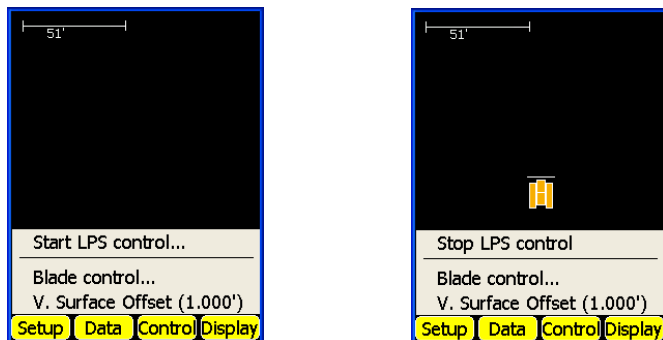 51'
Start LPS control...
Blade control...
V. Surface Offset (1.000')
Setup Data Control Display
51'
Stop LPS control
Blade control...
V. Surface Offset (1.000')
Setup Data Control Display